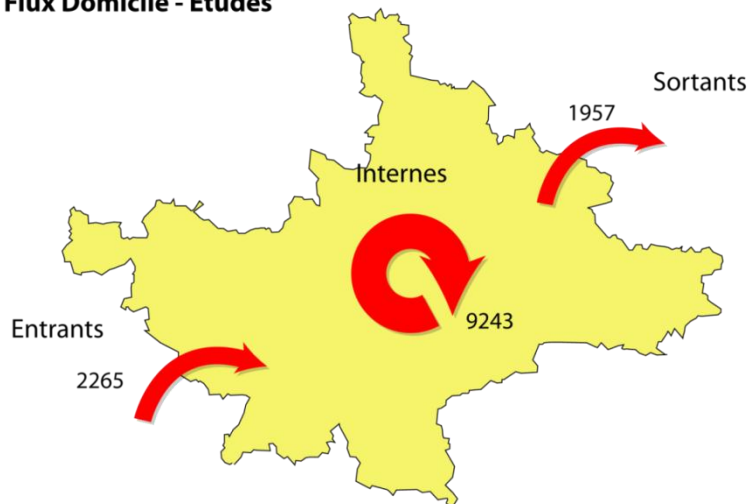 Flux Domicile - Etudes
Sortants
1957
Internes
9243
Entrants
2265